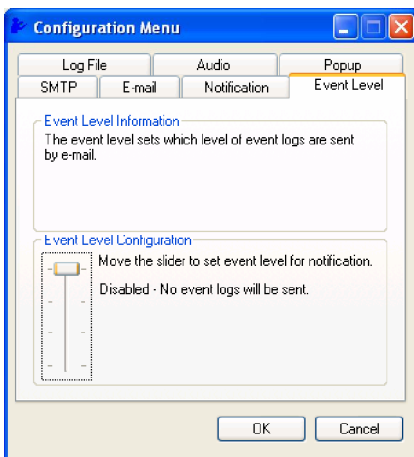 Configuration Menu
Log File Audio Popup
SMTP E-mail Notification Event Level
Event Level Information
The event level sets which level of event logs are sent
by e-mail.
Event Level Configuration
Move the slider to set event level for notification.
Disabled - No event logs will be sent.
OK Cancel